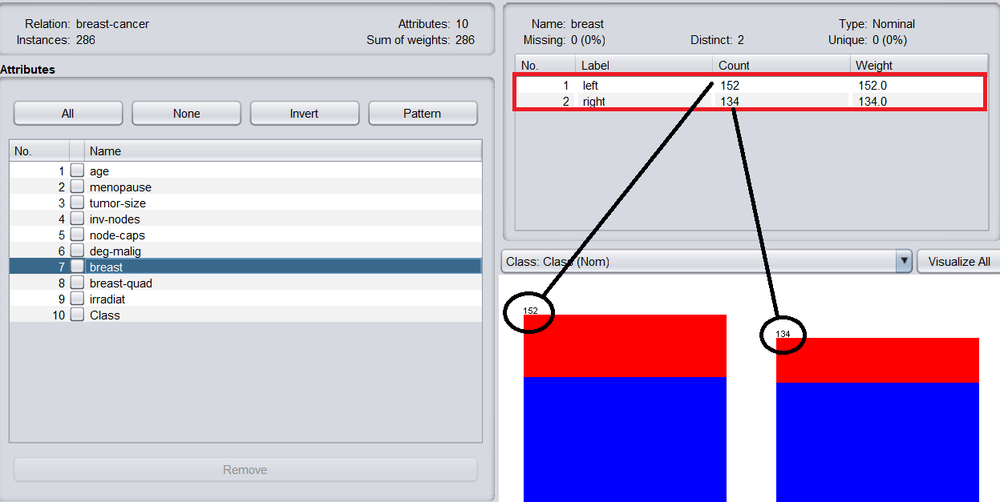 Relation: breast-cancer Attributes: 10
Instances: 286 Sum of weights: 286
Attributes
All None Invert Pattern
No. Name
1 age
2 menopause
3 tumor-size
4 inv-nodes
5 node-caps
6 deg-malig
7 breast
8 breast-quad
9 irradiat
10 Class
Remove
Name: breast Type: Nominal
Missing: 0 (0%) Distinct: 2 Unique: 0 (0%)
No. Label Count Weight
1 left 152 152.0
2 right 134 134.0
Class: Class (Nom) Visualize All
152
134